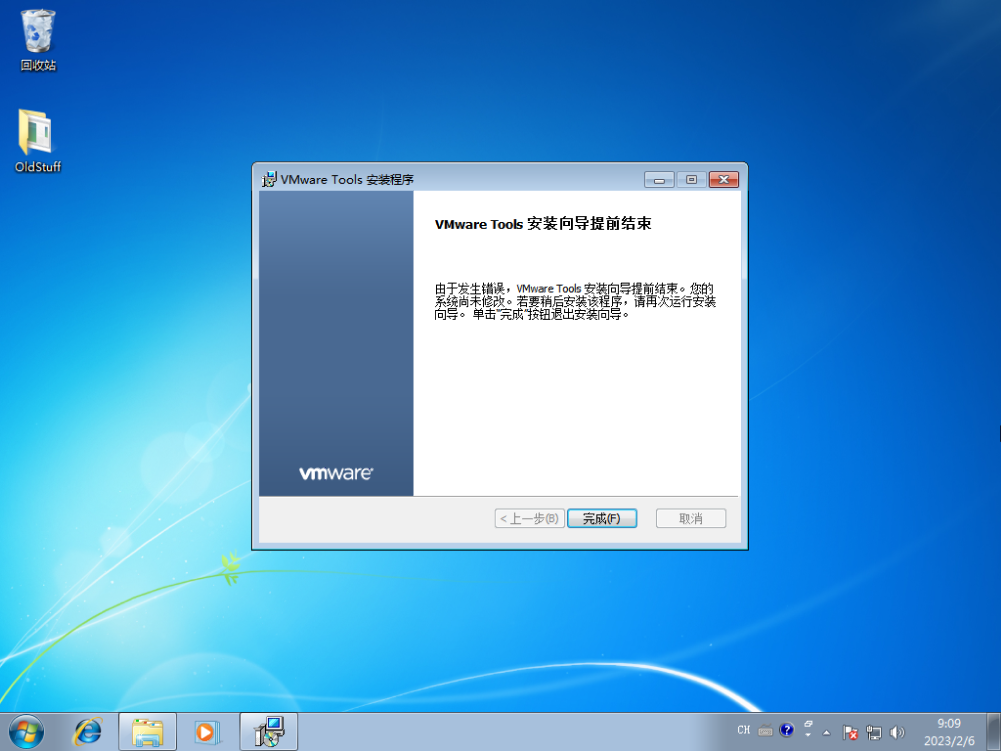 回收站
OldStuff
VMware Tools 安装程序
VMware Tools 安装向导提前结束
由于发生错误，VMware Tools 安装向导提前结束。您的
系统尚未修改。若要稍后安装该程序，请再次运行安装
向导。 单击"完成"按钮退出安装向导。
vmware
< 上一步(B)
完成(F)
取消
CH
9:09
2023/2/6